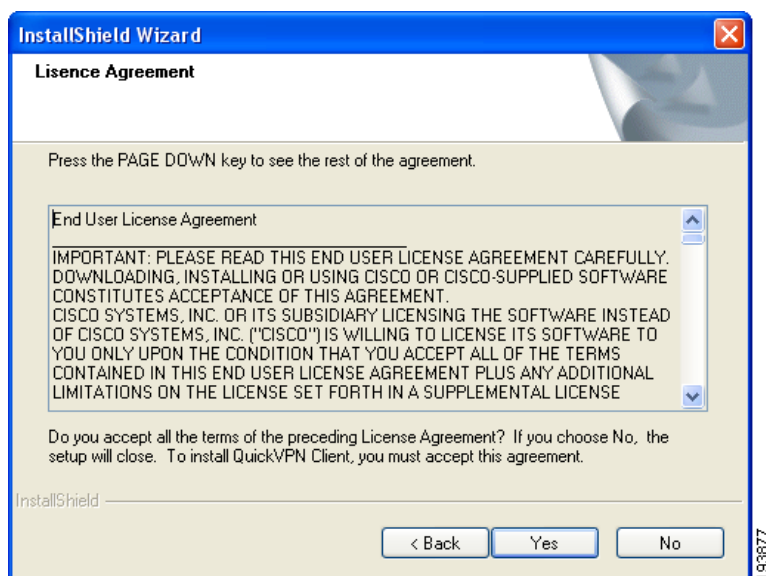 InstallShield Wizard
Lisence Agreement
Press the PAGE DOWN key to see the rest of the agreement.
End User License Agreement
IMPORTANT: PLEASE READ THIS END USER LICENSE AGREEMENT CAREFULLY.
DOWNLOADING, INSTALLING OR USING CISCO OR CISCO-SUPPLIED SOFTWARE
CONSTITUTES ACCEPTANCE OF THIS AGREEMENT.
CISCO SYSTEMS, INC. OR ITS SUBSIDIARY LICENSING THE SOFTWARE INSTEAD
OF CISCO SYSTEMS, INC. ("CISCO") IS WILLING TO LICENSE ITS SOFTWARE TO
YOU ONLY UPON THE CONDITION THAT YOU ACCEPT ALL OF THE TERMS
CONTAINED IN THIS END USER LICENSE AGREEMENT PLUS ANY ADDITIONAL
LIMITATIONS ON THE LICENSE SET FORTH IN A SUPPLEMENTAL LICENSE
Do you accept all the terms of the preceding License Agreement? If you choose No, the
setup will close. To install QuickVPN Client, you must accept this agreement.
InstallShield
< Back
Yes
No